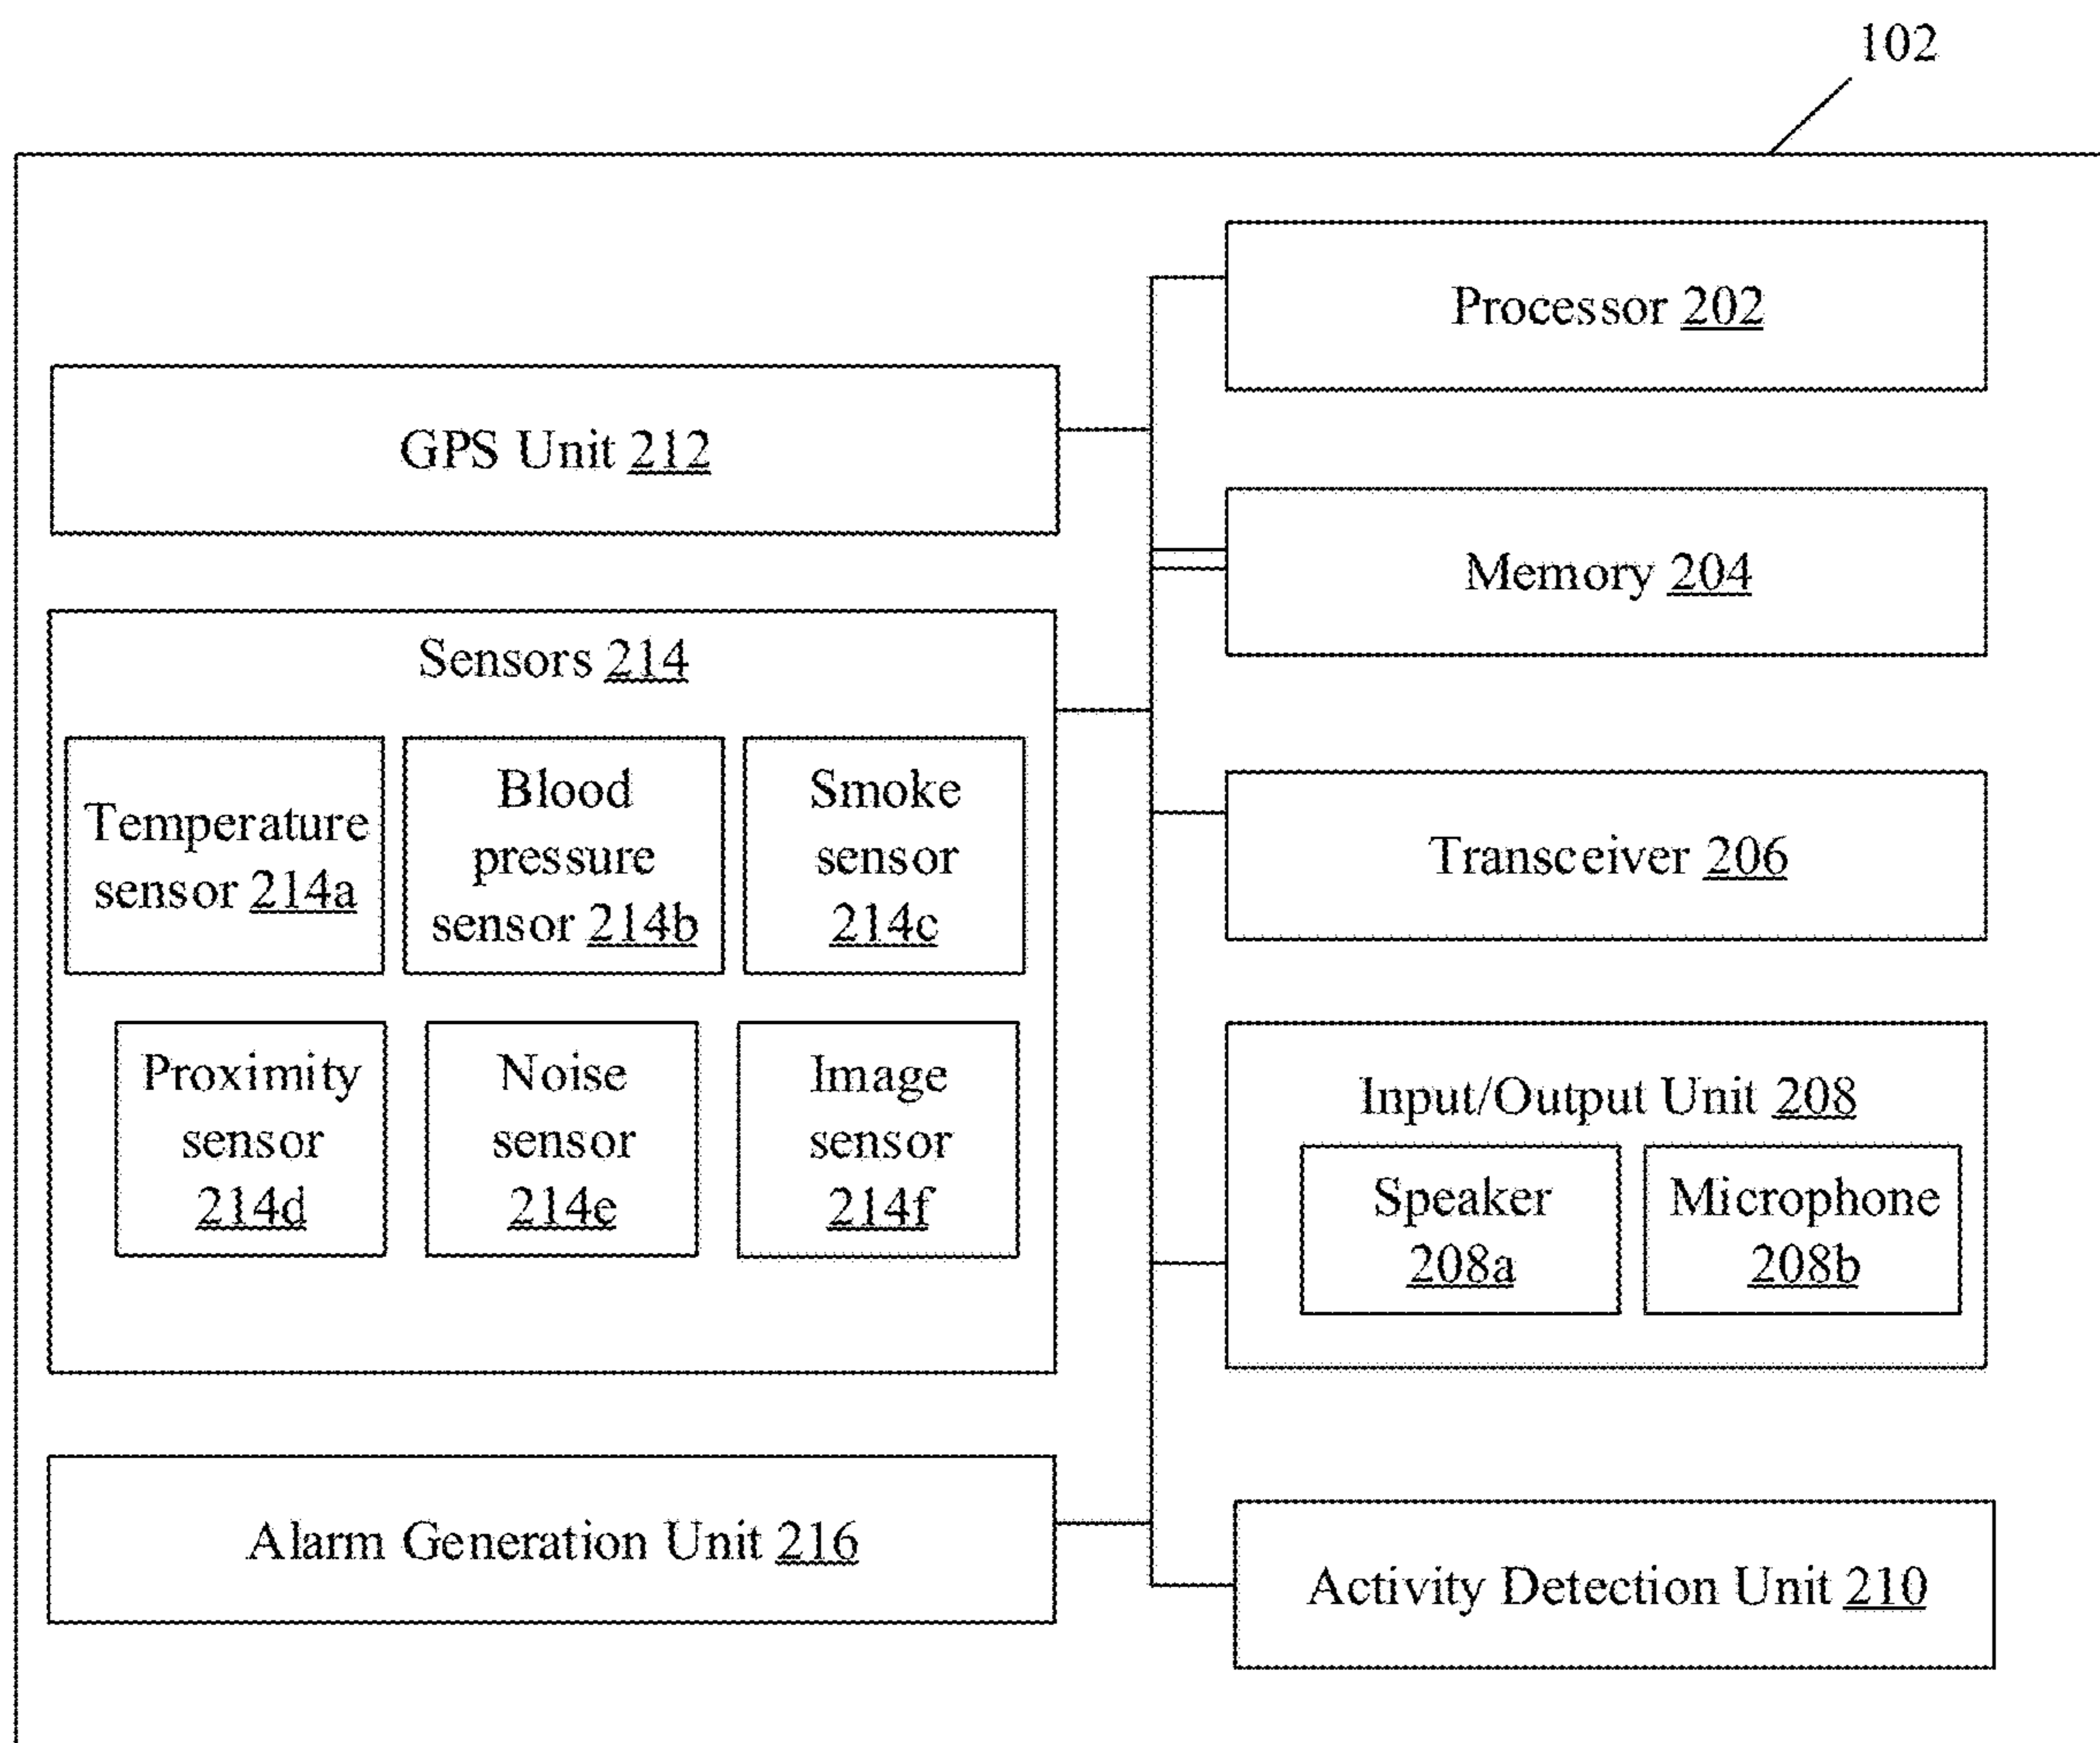 102
Processor 202
GPS Unit 212
Memory 204
Sensors 214
Temperature
sensor 214a
Blood
pressure
sensor 214b
Smoke
sensor
214c
Transceiver 206
Proximity
sensor
214d
Noise
sensor
214e
Image
sensor
214f
Input/Output Unit 208
Speaker
208a
Microphone
208b
Alarm Generation Unit 216
Activity Detection Unit 210